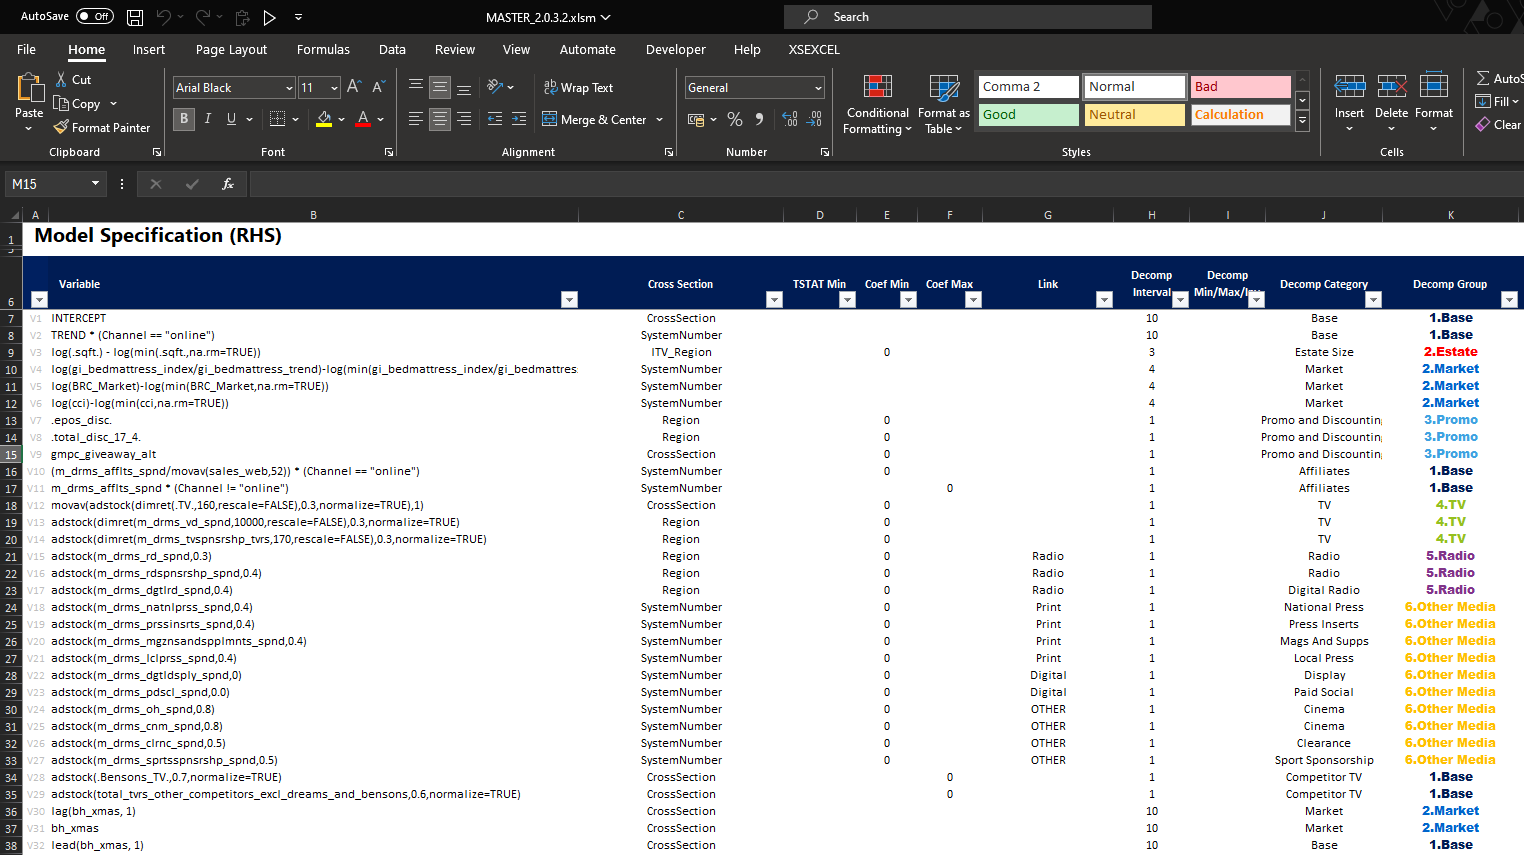 AutoSave Off MASTER_2.0.3.2.xlsm Search
File Home Insert Page Layout Formulas Data Review View Automate Developer Help XSEXCEL
Paste Cut Copy Format Painter Clipboard
Arial Black 11 B I U Font
Wrap Text Merge & Center Alignment
General % Number
Conditional Formatting Format as Table
Comma 2 Normal Bad
Good Neutral Calculation
Styles
Insert Delete Format Cells
AutoS
Fill
Clear
M15 fx
A B C D E F G H I J K
1 Model Specification (RHS)
6 Variable Cross Section TSTAT Min Coef Min Coef Max Link Decomp Interval Decomp Min/Max/ Decomp Category Decomp Group
7 V1 INTERCEPT CrossSection 10 Base 1.Base
8 V2 TREND * (Channel == "online") SystemNumber 10 Base 1.Base
9 V3 log(.sqft.) - log(min(.sqft.,na.rm=TRUE)) ITV_Region 0 3 Estate Size 2.Estate
10 V4 log(gi_bedmattress_index/gi_bedmattress_trend)-log(min(gi_bedmattress_index/gi_bedmattres SystemNumber 4 Market 2.Market
11 V5 log(BRC_Market)-log(min(BRC_Market,na.rm=TRUE)) SystemNumber 4 Market 2.Market
12 V6 log(cci)-log(min(cci,na.rm=TRUE)) SystemNumber 4 Market 2.Market
13 V7 .epos_disc. Region 0 1 Promo and Discountin 3.Promo
14 V8 .total_disc_17_4. Region 0 1 Promo and Discountin 3.Promo
15 V9 gmpc_giveaway_alt CrossSection 0 1 Promo and Discountin 3.Promo
16 V10 (m_drms_afflts_spnd/movav(sales_web,52)) * (Channel == "online") SystemNumber 0 1 Affiliates 1.Base
17 V11 m_drms_afflts_spnd * (Channel != "online") SystemNumber 0 1 Affiliates 1.Base
18 V12 movav(adstock(dimret(.TV.,160,rescale=FALSE),0.3,normalize=TRUE),1) CrossSection 0 1 TV 4.TV
19 V13 adstock(dimret(m_drms_vd_spnd,10000,rescale=FALSE),0.3,normalize=TRUE) Region 0 1 TV 4.TV
20 V14 adstock(dimret(m_drms_tvspnsrshp_tvrs,170,rescale=FALSE),0.3,normalize=TRUE) Region 0 1 TV 4.TV
21 V15 adstock(m_drms_rd_spnd,0.3) Region 0 Radio 1 Radio 5.Radio
22 V16 adstock(m_drms_rdspnsrshp_spnd,0.4) Region 0 Radio 1 Radio 5.Radio
23 V17 adstock(m_drms_dgtlrd_spnd,0.4) Region 0 Radio 1 Digital Radio 5.Radio
24 V18 adstock(m_drms_natnlprss_spnd,0.4) SystemNumber 0 Print 1 National Press 6.Other Media
25 V19 adstock(m_drms_prssinsrts_spnd,0.4) SystemNumber 0 Print 1 Press Inserts 6.Other Media
26 V20 adstock(m_drms_mgznsandspplmnts_spnd,0.4) SystemNumber 0 Print 1 Mags And Supps 6.Other Media
27 V21 adstock(m_drms_lclprss_spnd,0.4) SystemNumber 0 Print 1 Local Press 6.Other Media
28 V22 adstock(m_drms_dgtldsply_spnd,0) SystemNumber 0 Digital 1 Display 6.Other Media
29 V23 adstock(m_drms_pdscl_spnd,0.0) SystemNumber 0 Digital 1 Paid Social 6.Other Media
30 V24 adstock(m_drms_oh_spnd,0.8) SystemNumber 0 OTHER 1 Cinema 6.Other Media
31 V25 adstock(m_drms_cnm_spnd,0.8) SystemNumber 0 OTHER 1 Cinema 6.Other Media
32 V26 adstock(m_drms_clrnc_spnd,0.5) SystemNumber 0 OTHER 1 Clearance 6.Other Media
33 V27 adstock(m_drms_sprtsspnsrshp_spnd,0.5) SystemNumber 0 OTHER 1 Sport Sponsorship 6.Other Media
34 V28 adstock(.Bensons_TV.,0.7,normalize=TRUE) CrossSection 0 1 Competitor TV 1.Base
35 V29 adstock(total_tvrs_other_competitors_excl_dreams_and_bensons,0.6,normalize=TRUE) CrossSection 0 1 Competitor TV 1.Base
36 V30 lag(bh_xmas, 1) CrossSection 10 Market 2.Market
37 V31 bh_xmas CrossSection 10 Market 2.Market
38 V32 lead(bh_xmas, 1) CrossSection 10 Base 1.Base